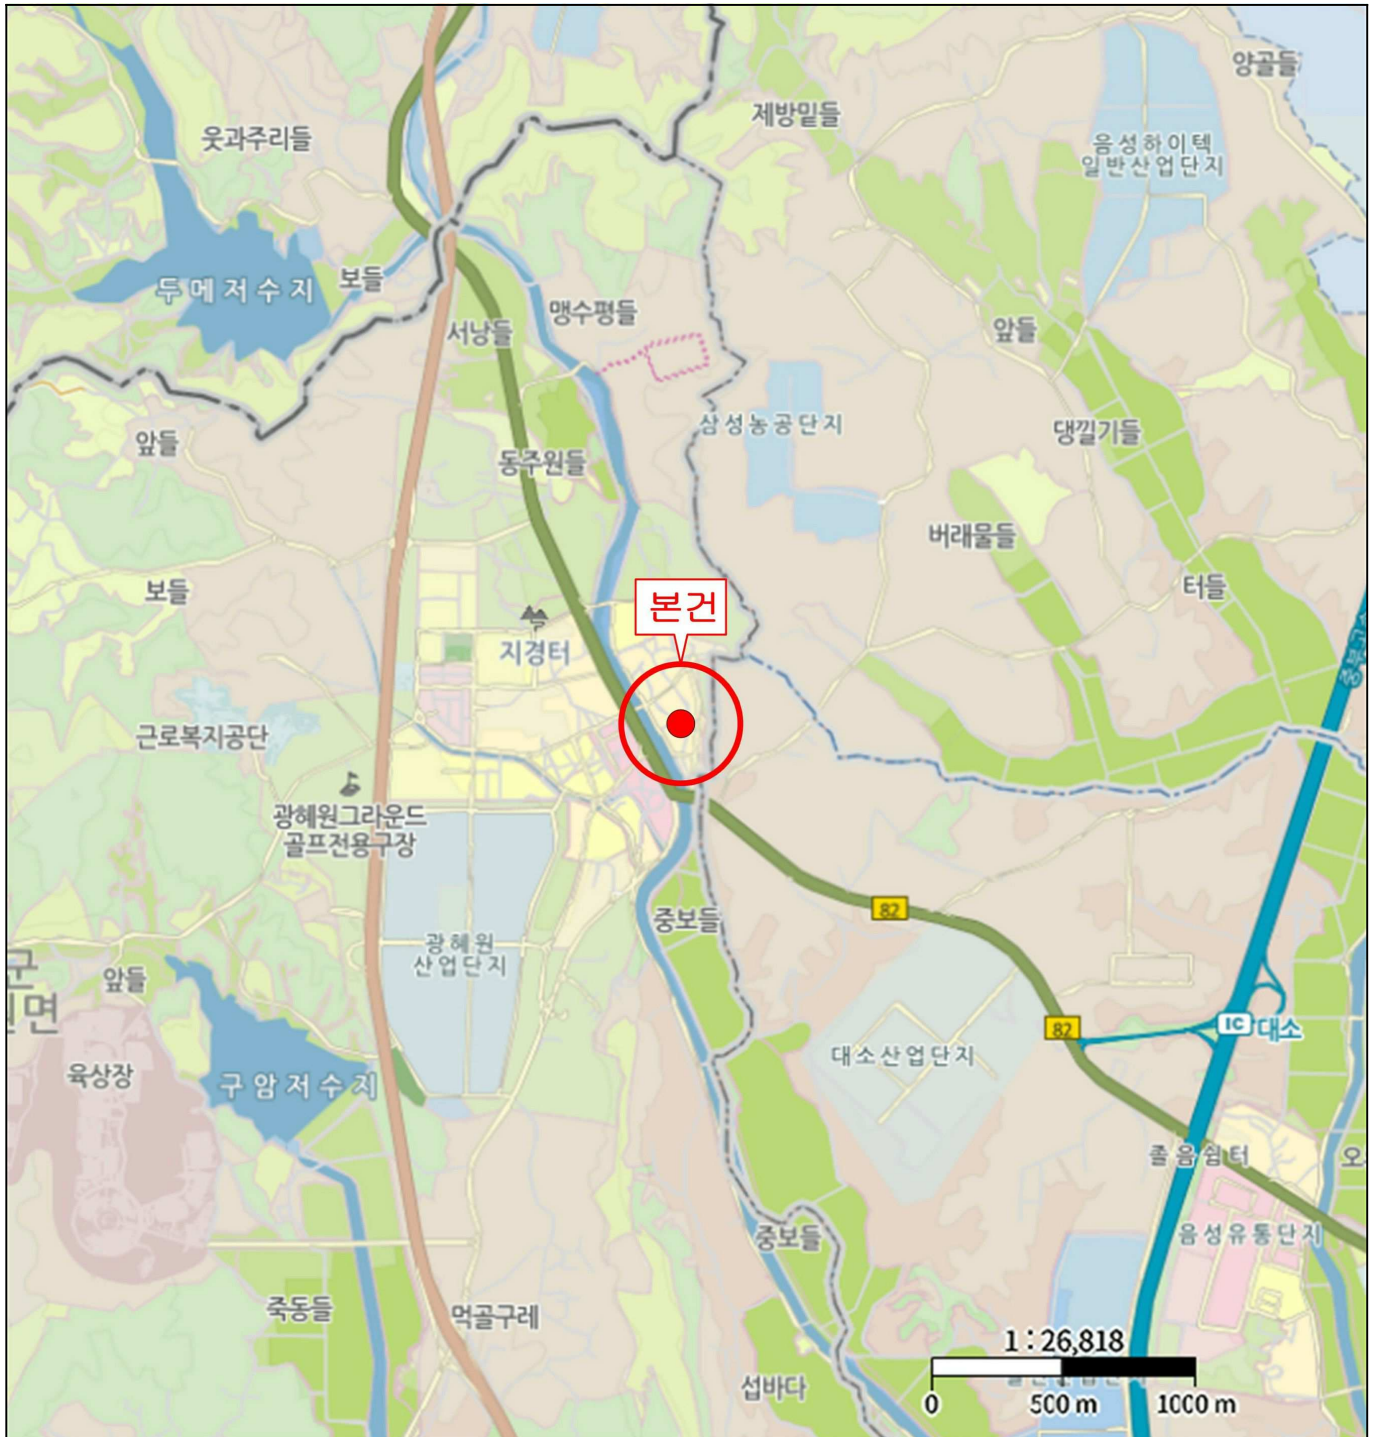 양골들
제방밑들
웃과주리들
음성하이텍
일반산업단지
두메저수지
보들
맹수평들
서낭들
앞들
삼성농공단지
댕낄기들
앞들
동주원들
버래물들
보들
터들
본건
지경터
근로복지공단
광혜원그라운드
골프전용구장
82
중보들
광혜원
산업단지
앞들
82
IC 대소
대소산업단지
육상장
구암저수지
졸음쉼터
중보들
음성유통단지
죽동들
먹골구레
1:26,818
섭바다
0 500 m 1000 m